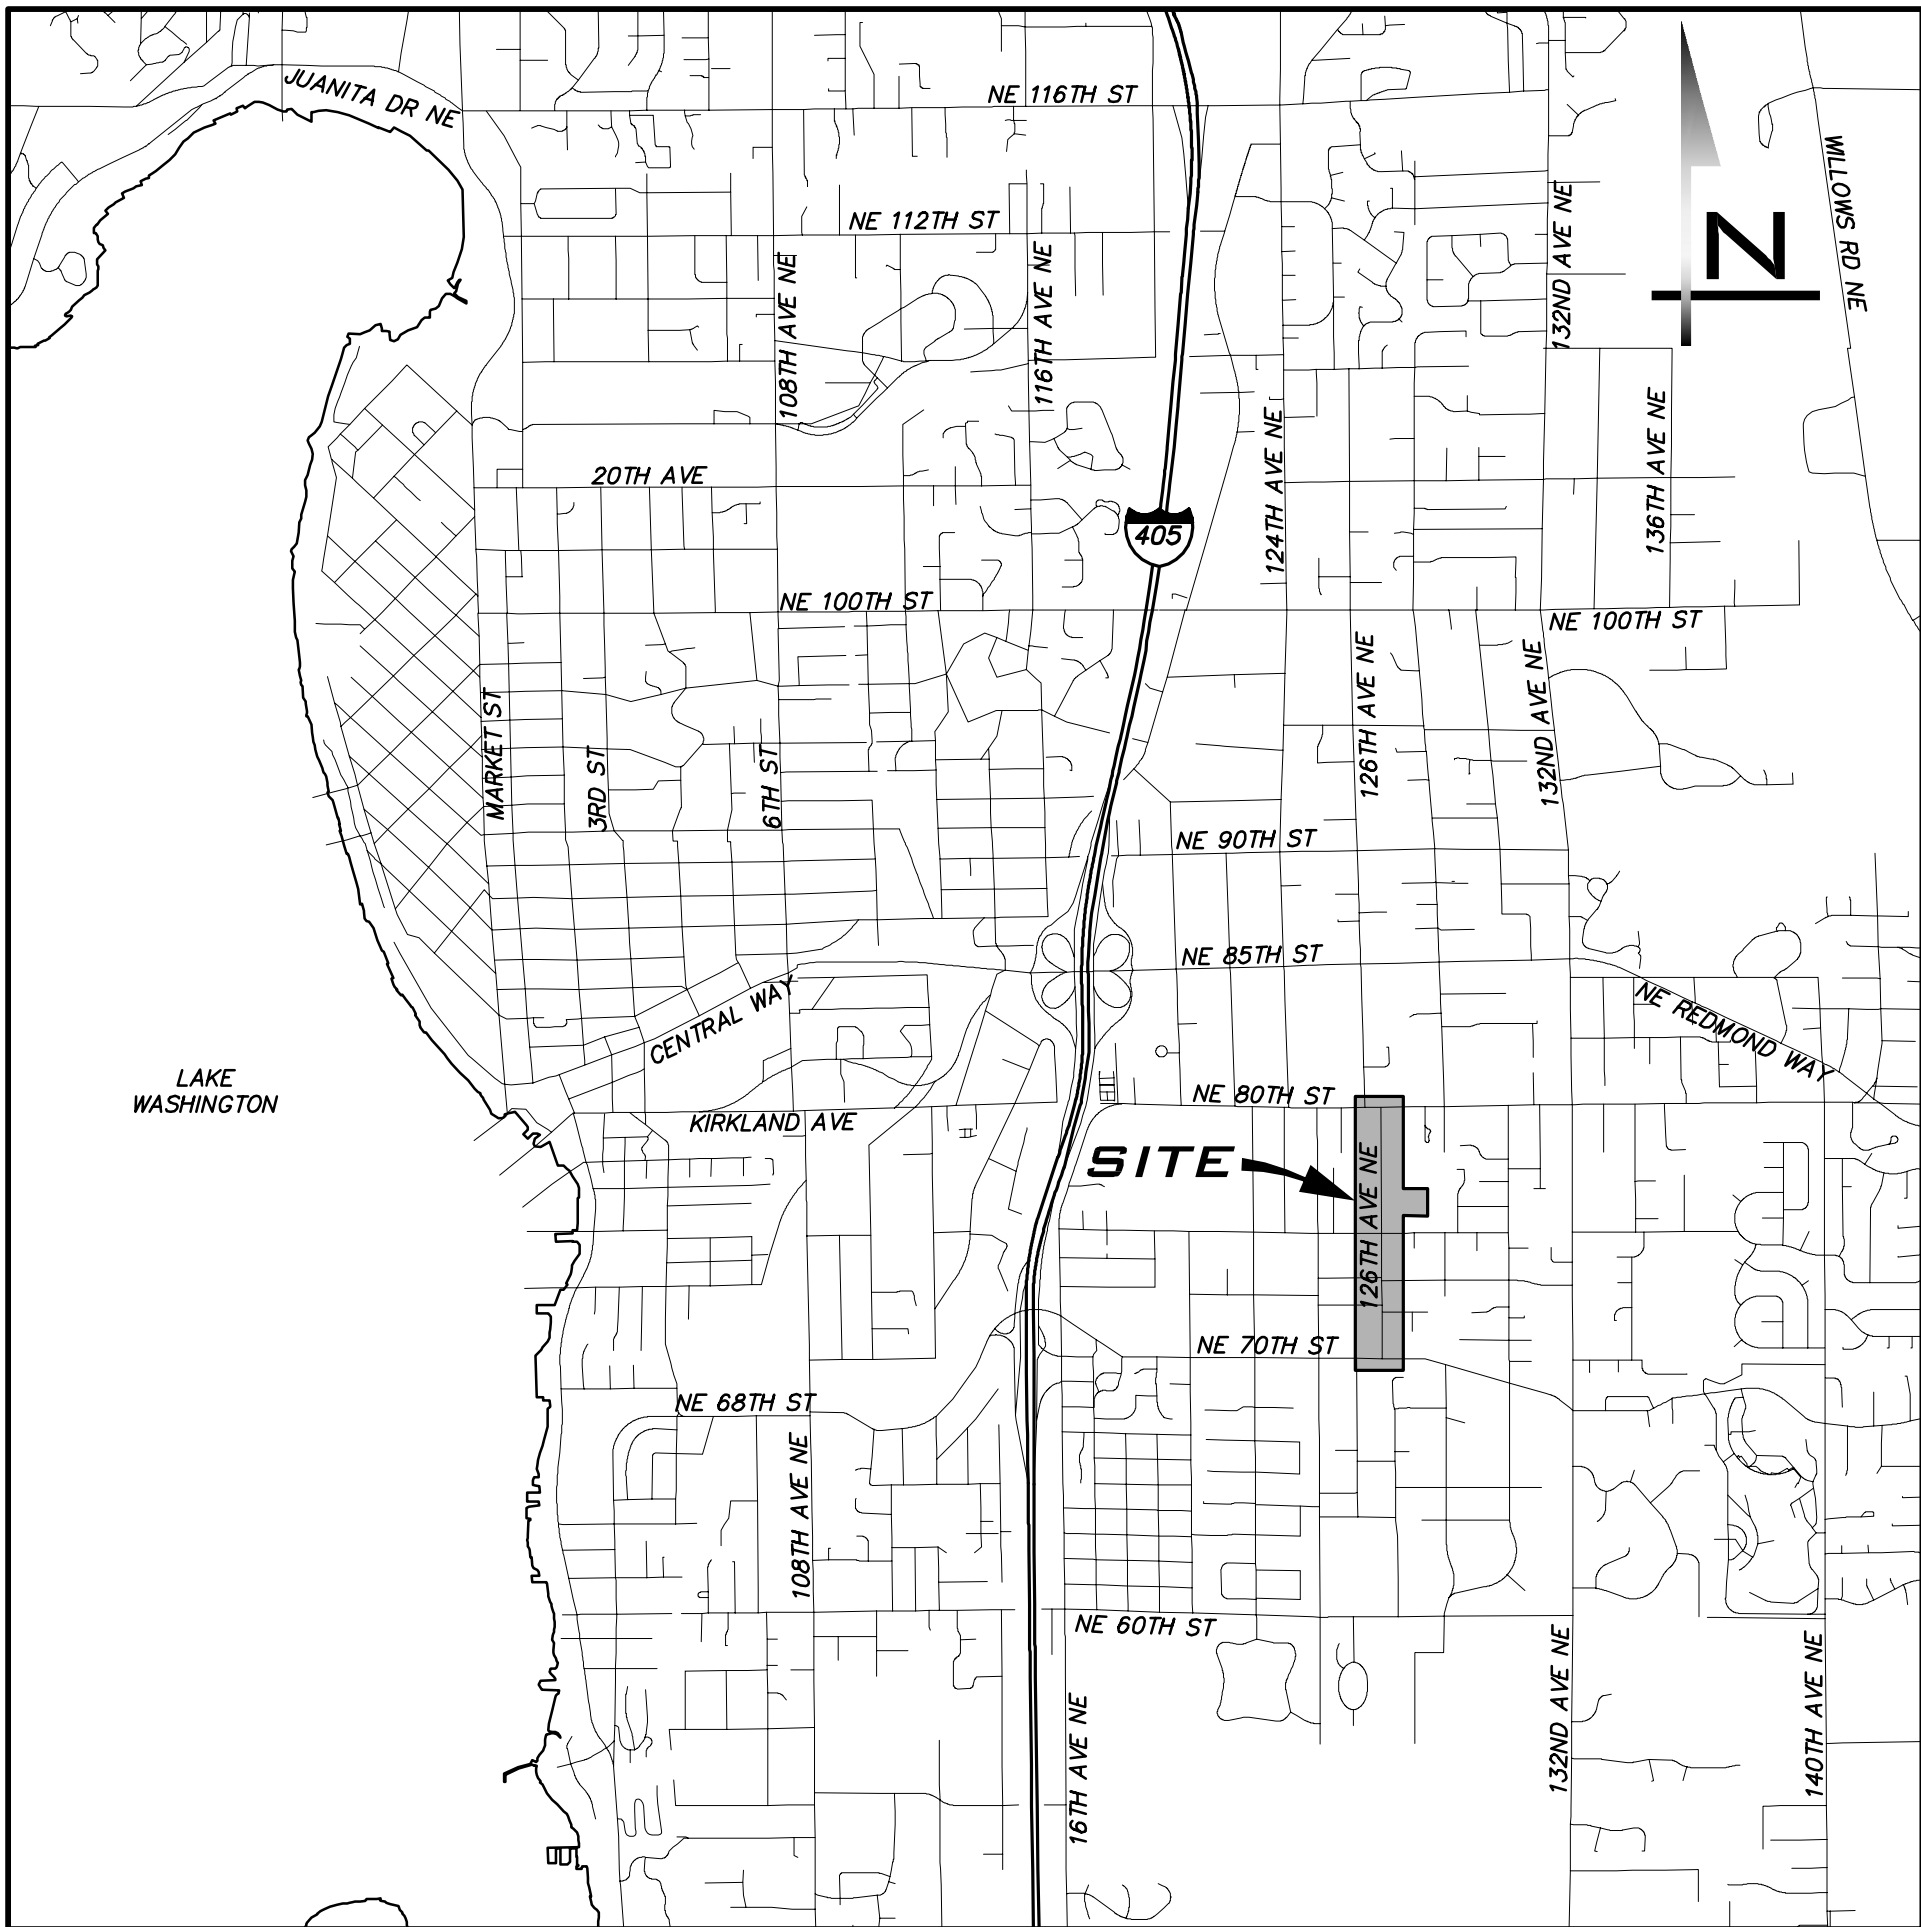 JUANITA DR NE
NE 116TH ST
WILLOWS RD NE
NE 112TH ST
132ND AVE NE
N
108TH AVE NE
116TH AVE NE
124TH AVE NE
136TH AVE NE
20TH AVE
405
NE 100TH ST
NE 100TH ST
126TH AVE NE
132ND AVE NE
MARKET ST
3RD ST
6TH ST
NE 90TH ST
NE 85TH ST
CENTRAL WAY
NE REDMOND WAY
LAKE
WASHINGTON
NE 80TH ST
KIRKLAND AVE
SITE
126TH AVE NE
NE 70TH ST
NE 68TH ST
108TH AVE NE
NE 60TH ST
16TH AVE NE
132ND AVE NE
140TH AVE NE